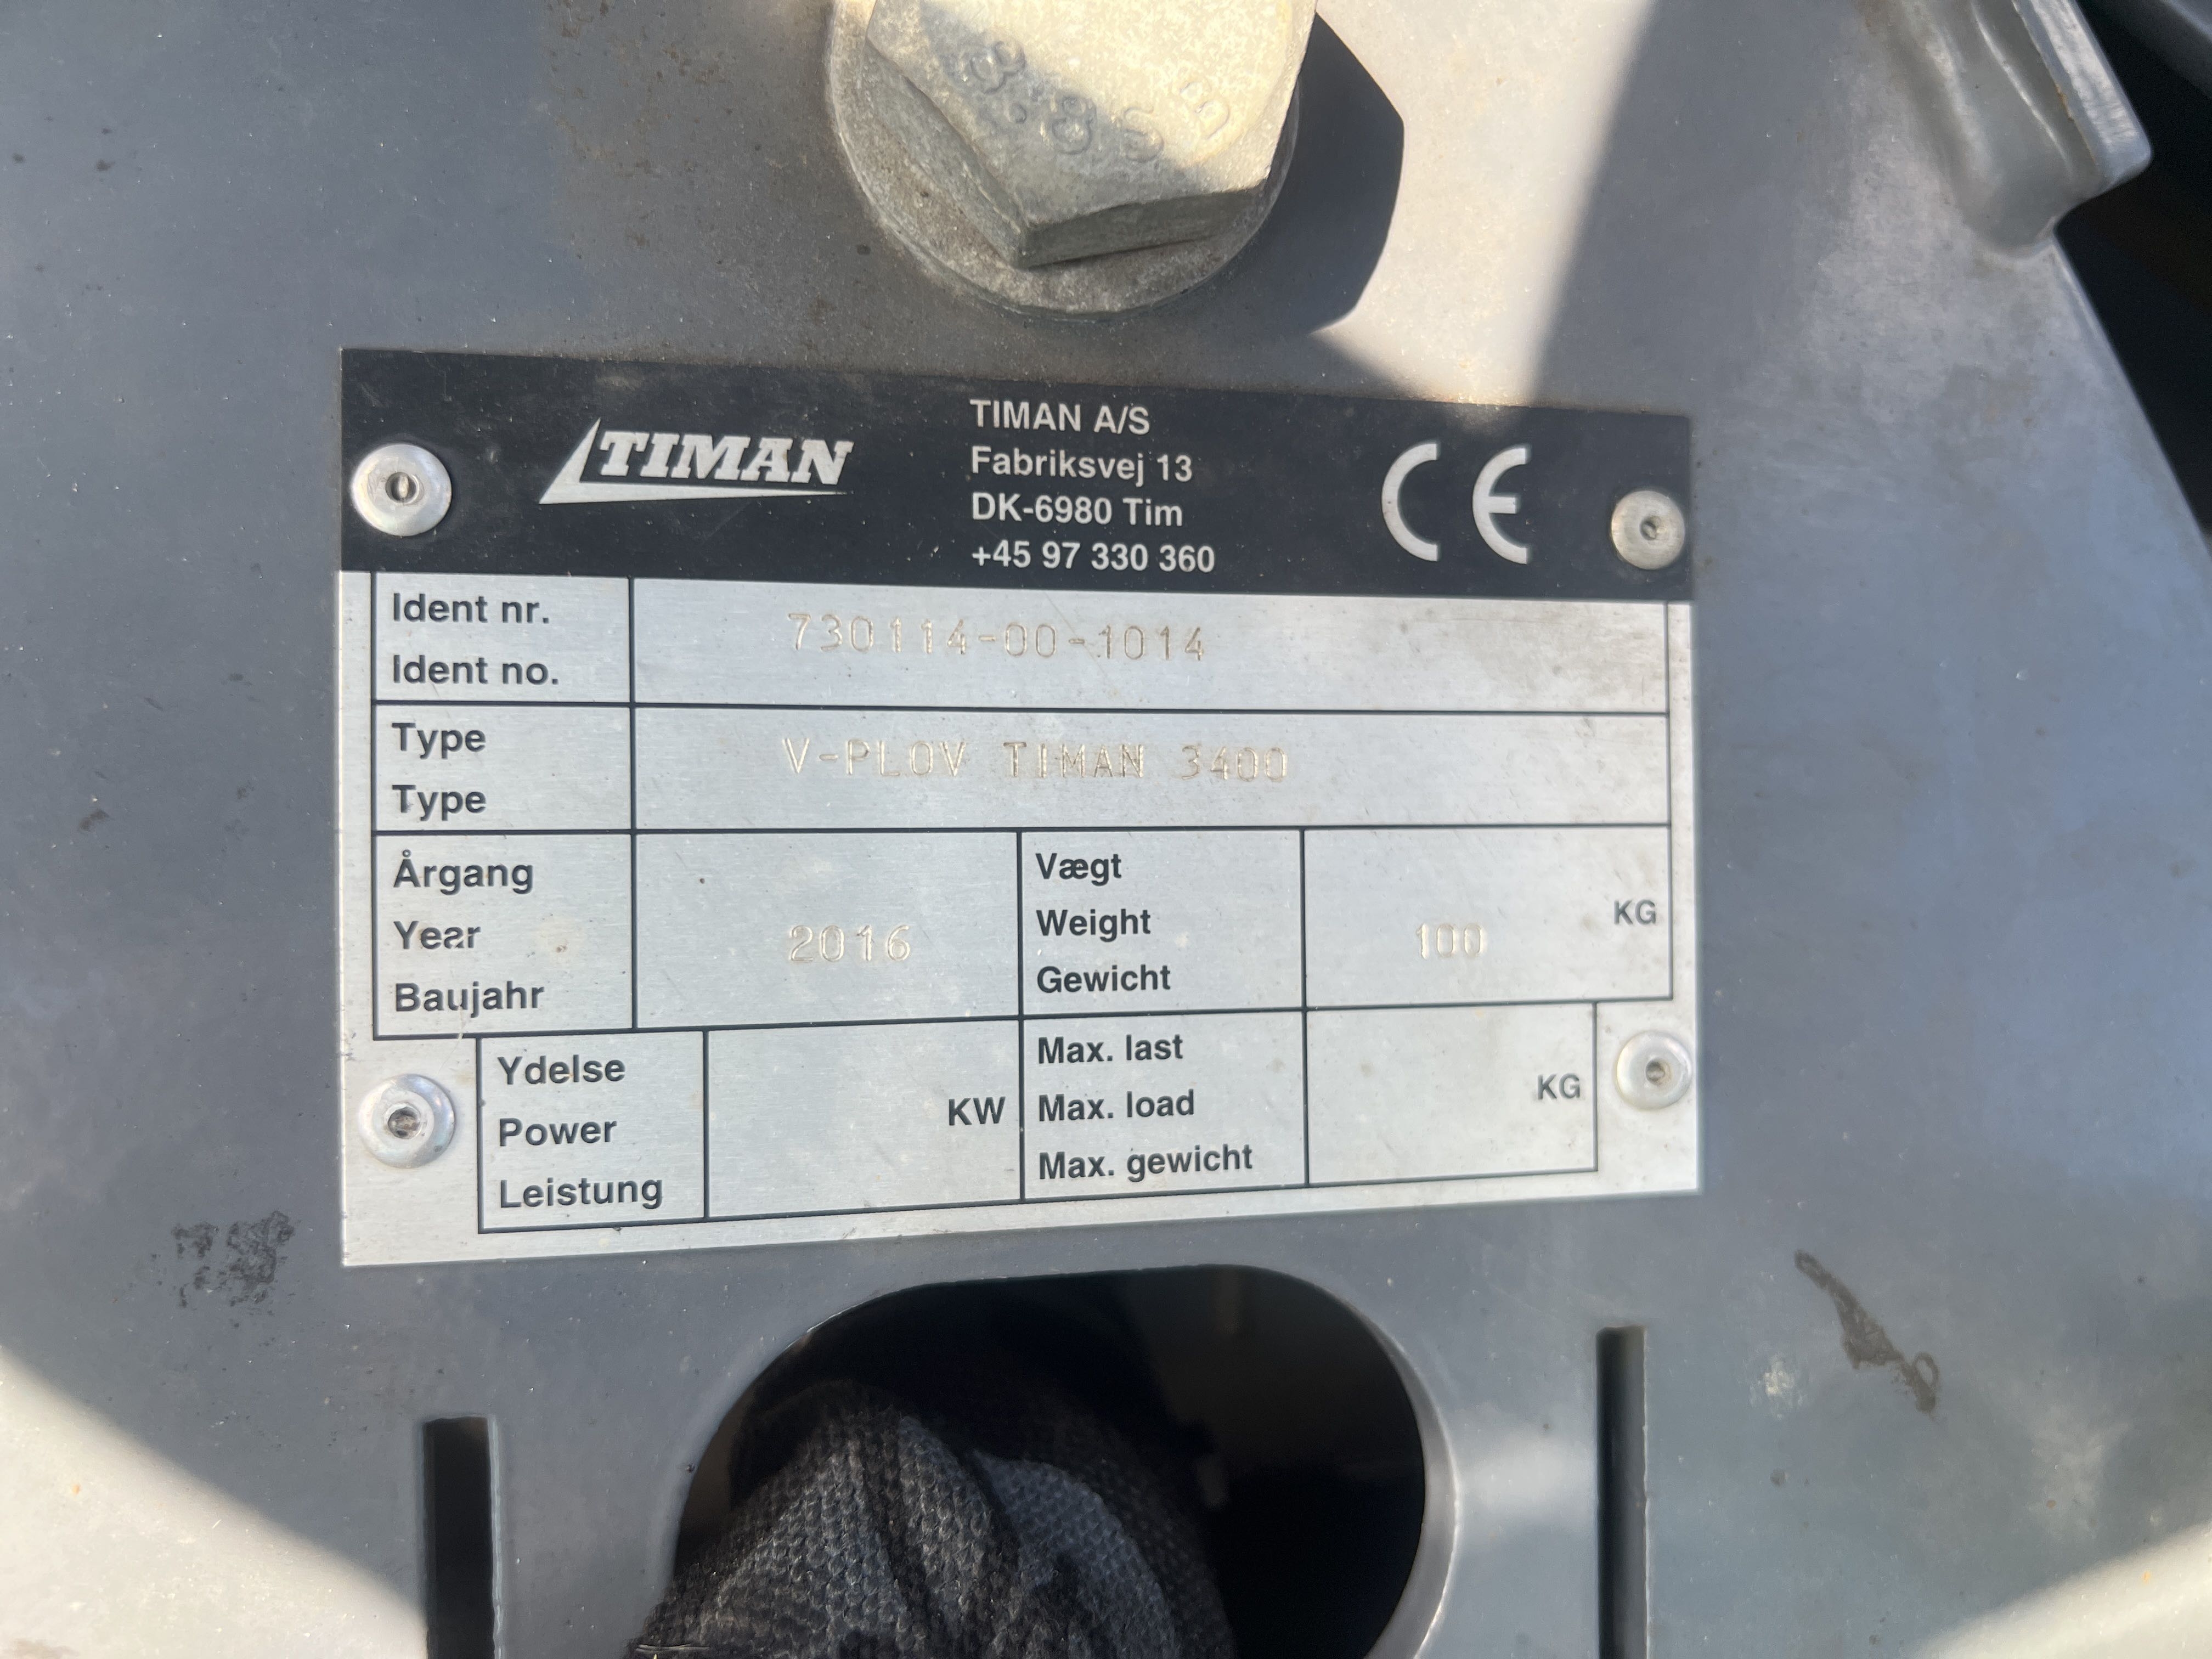 8.8 S B
TIMAN
TIMAN A/S
Fabriksvej 13
DK-6980 Tim
+45 97 330 360
CE
Ident nr.
Ident no.
730114-00-1014
Type
Type
V-PLOV TIMAN 3400
Årgang
Year
Baujahr
2016
Vægt
Weight
Gewicht
100
KG
Ydelse
Power
Leistung
KW
Max. last
Max. load
Max. gewicht
KG